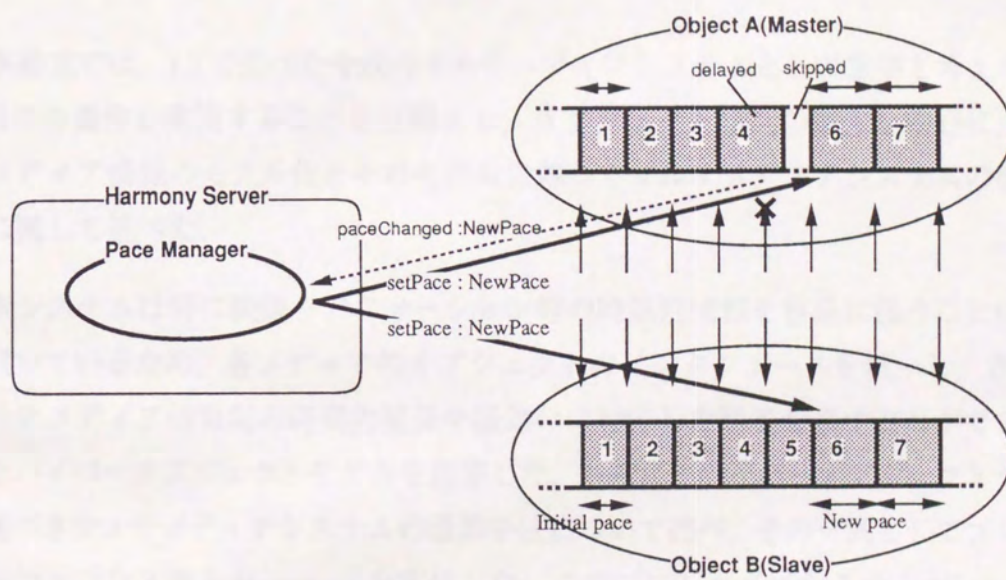 Object A(Master)
delayed
skipped
1 2 3 4 6 7
Harmony Server
Pace Manager
paceChanged :NewPace
setPace : NewPace
setPace : NewPace
1 2 3 4 5 6 7
Initial pace
New pace
Object B(Slave)